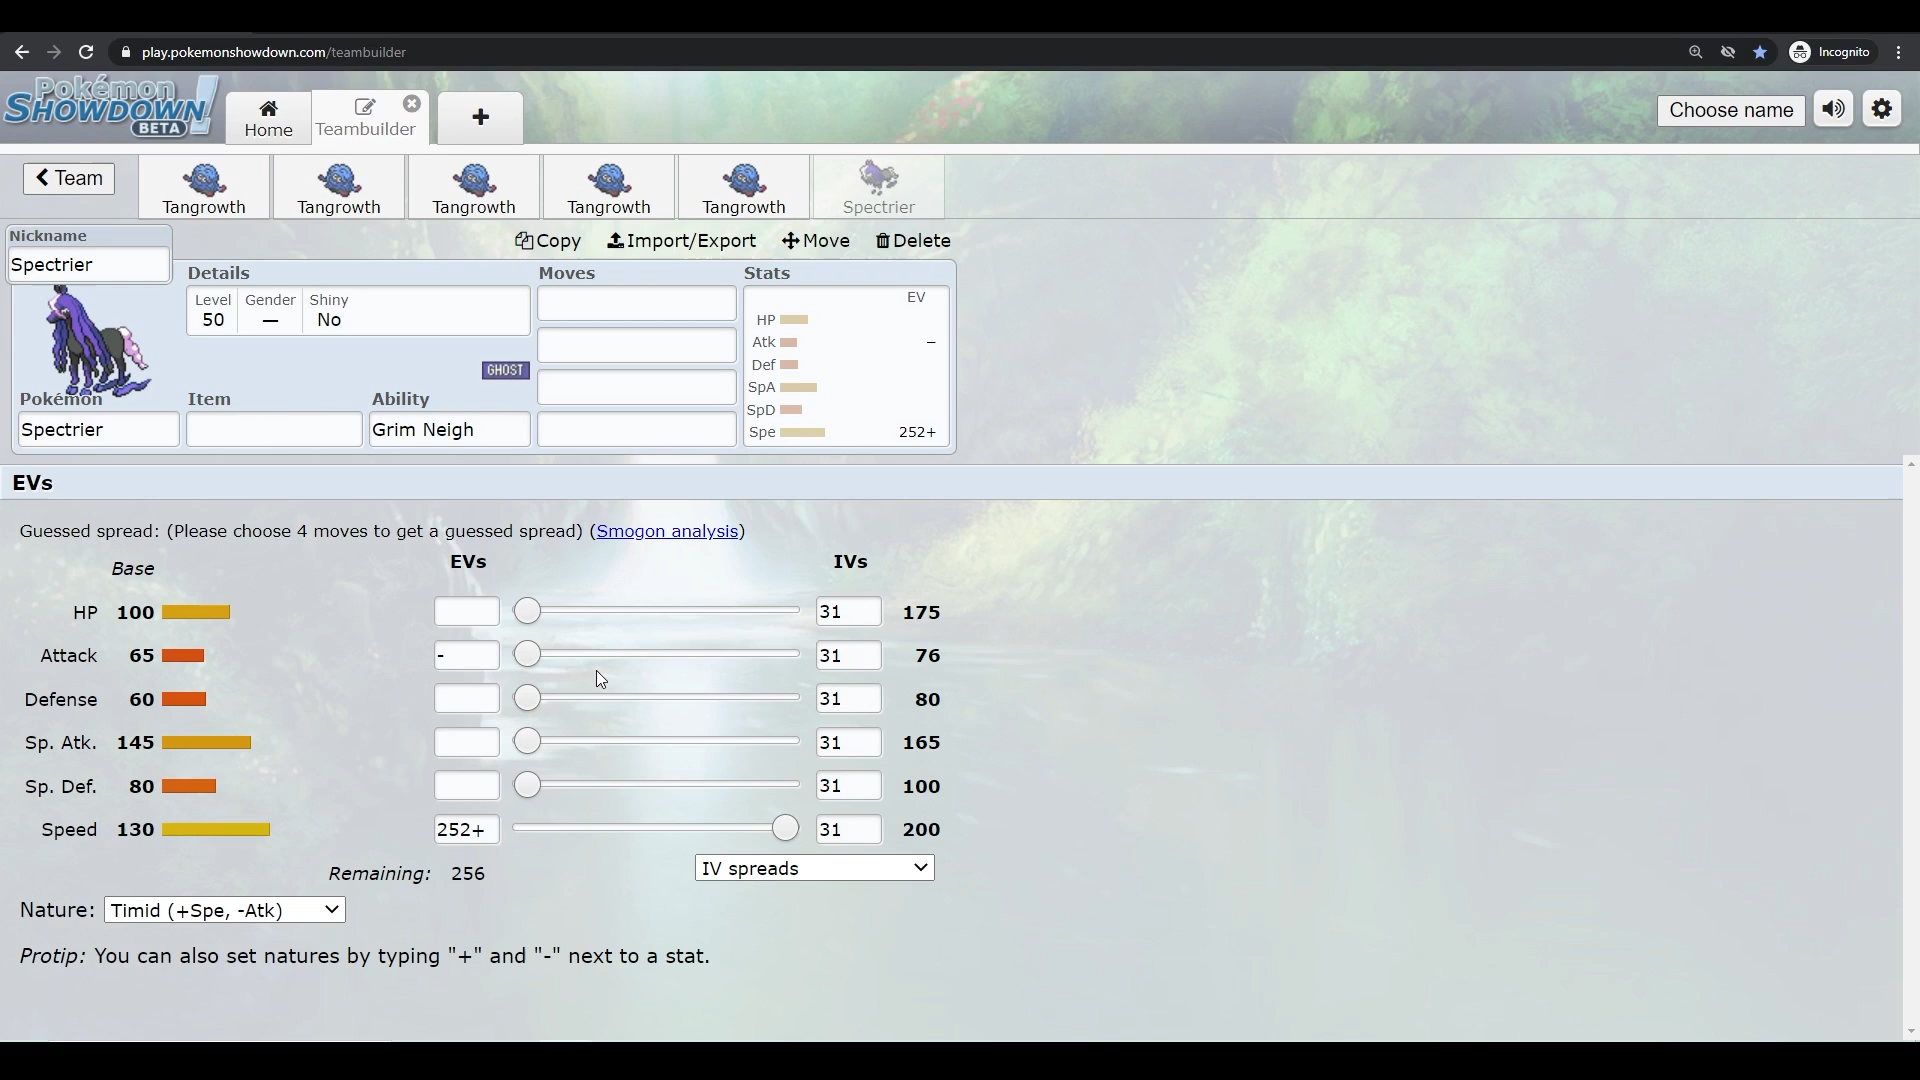 play.pokemonshowdown.com/teambuilder
Incognito
Pokémon
SHOWDOWN!
BETA
Home
Teambuilder
+
Choose name
Team
Tangrowth
Tangrowth
Tangrowth
Tangrowth
Tangrowth
Spectrier
Copy
Import/Export
Move
Delete
Nickname
Spectrier
Details
Level Gender Shiny
50 — No
GHOST
Pokémon
Spectrier
Item
Ability
Grim Neigh
Moves
Stats
EV
HP
Atk –
Def
SpA
SpD
Spe 252+
EVs
Guessed spread: (Please choose 4 moves to get a guessed spread) (Smogon analysis)
Base EVs IVs
HP 100 31 175
Attack 65 - 31 76
Defense 60 31 80
Sp. Atk. 145 31 165
Sp. Def. 80 31 100
Speed 130 252+ 31 200
Remaining: 256 IV spreads
Nature: Timid (+Spe, -Atk)
Protip: You can also set natures by typing "+" and "-" next to a stat.